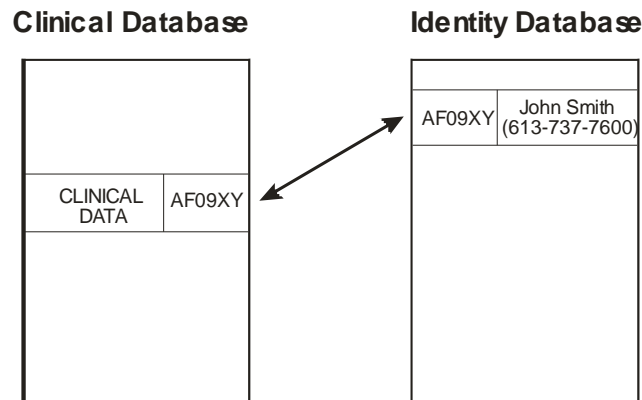 Clinical Database
Identity Database
AF09XY
John Smith
(613-737-7600)
CLINICAL
DATA
AF09XY